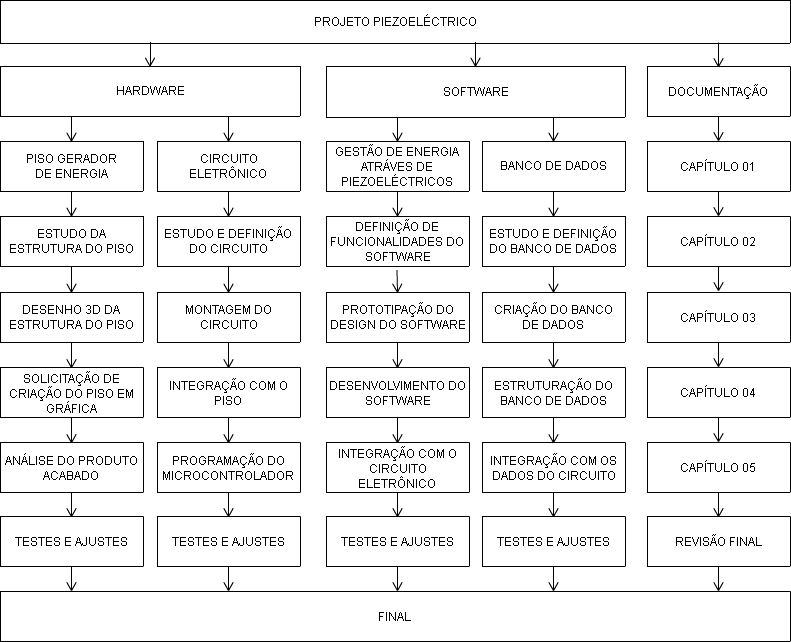 PROJETO PIEZOELÉCTRICO
HARDWARE
SOFTWARE
DOCUMENTAÇÃO
PISO GERADOR
DE ENERGIA
CIRCUITO
ELETRÔNICO
GESTÃO DE ENERGIA
ATRÁVES DE
PIEZOELÉCTRICOS
BANCO DE DADOS
CAPÍTULO 01
ESTUDO DA
ESTRUTURA DO PISO
ESTUDO E DEFINIÇÃO
DO CIRCUITO
DEFINIÇÃO DE
FUNCIONALIDADES DO
SOFTWARE
ESTUDO E DEFINIÇÃO
DO BANCO DE DADOS
CAPÍTULO 02
DESENHO 3D DA
ESTRUTURA DO PISO
MONTAGEM DO
CIRCUITO
PROTOTIPAÇÃO DO
DESIGN DO SOFTWARE
CRIAÇÃO DO BANCO
DE DADOS
CAPÍTULO 03
SOLICITAÇÃO DE
CRIAÇÃO DO PISO EM
GRÁFICA
INTEGRAÇÃO COM O
PISO
DESENVOLVIMENTO DO
SOFTWARE
ESTRUTURAÇÃO DO
BANCO DE DADOS
CAPÍTULO 04
ANÁLISE DO PRODUTO
ACABADO
PROGRAMAÇÃO DO
MICROCONTROLADOR
INTEGRAÇÃO COM O
CIRCUITO
ELETRÔNICO
INTEGRAÇÃO COM OS
DADOS DO CIRCUITO
CAPÍTULO 05
TESTES E AJUSTES
TESTES E AJUSTES
TESTES E AJUSTES
TESTES E AJUSTES
REVISÃO FINAL
FINAL